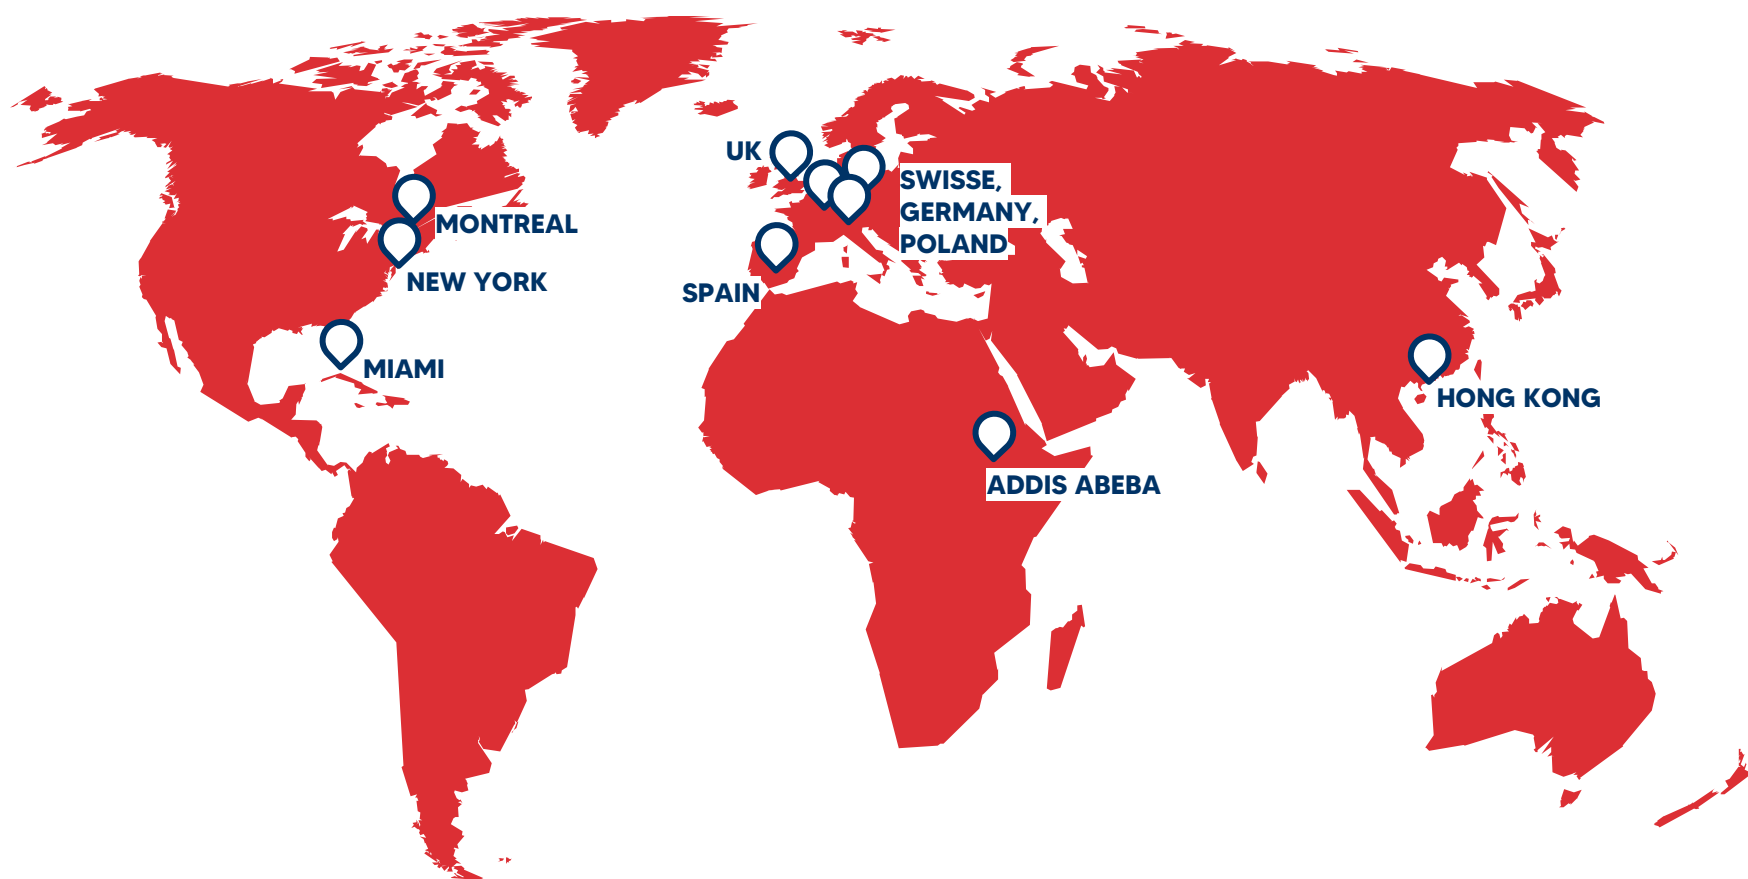 UK
SWISSE,
GERMANY,
POLAND
MONTREAL
NEW YORK
SPAIN
MIAMI
HONG KONG
ADDIS ABEBA